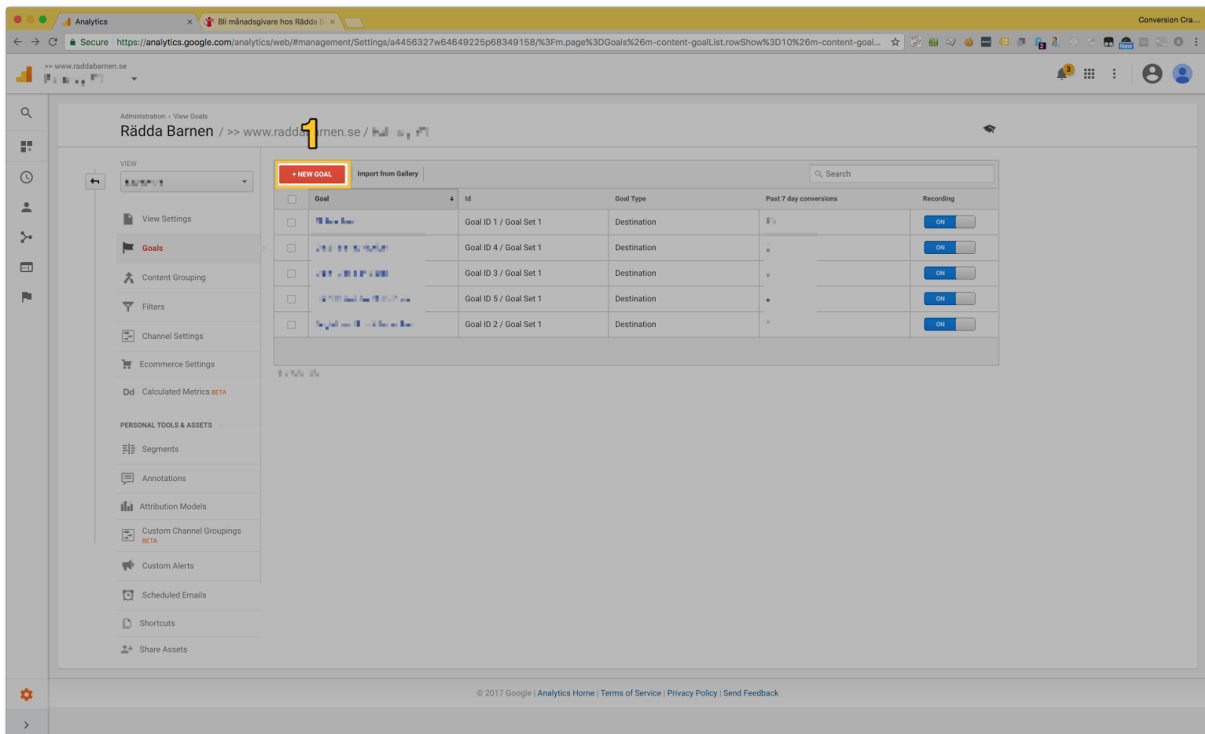 Analytics
Bli månadsgivare hos Rädda B
Conversion Cra...
Secure https://analytics.google.com/analytics/web/#management/Settings/a4456327w64649225p68349158/%3Fm.page%3DGoals%26m-content-goalList.rowShow%3D10%26m-content-goal...
2
New
>> www.raddabarnen.se
3
Administration › View Goals
Rädda Barnen / >> www.raddabarnen.se /
1
VIEW
+ NEW GOAL Import from Gallery Search
Goal Id Goal Type Past 7 day conversions Recording
Goal ID 1 / Goal Set 1 Destination ON
Goal ID 4 / Goal Set 1 Destination ON
Goal ID 3 / Goal Set 1 Destination ON
Goal ID 5 / Goal Set 1 Destination ON
Goal ID 2 / Goal Set 1 Destination ON
View Settings
Goals
Content Grouping
Filters
Channel Settings
Ecommerce Settings
Dd Calculated Metrics BETA
PERSONAL TOOLS & ASSETS
Segments
Annotations
Attribution Models
Custom Channel Groupings
BETA
Custom Alerts
Scheduled Emails
Shortcuts
Share Assets
© 2017 Google | Analytics Home | Terms of Service | Privacy Policy | Send Feedback